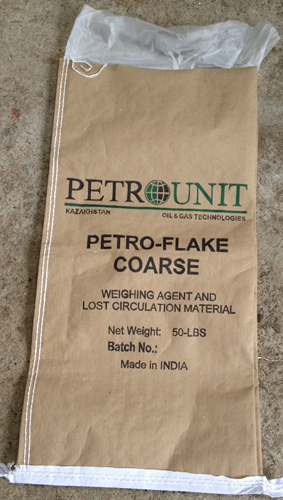 PETROUNIT
KAZAKHSTAN OIL & GAS TECHNOLOGIES
PETRO-FLAKE
COARSE
WEIGHING AGENT AND
LOST CIRCULATION MATERIAL
Net Weight: 50-LBS
Batch No.:
Made in INDIA